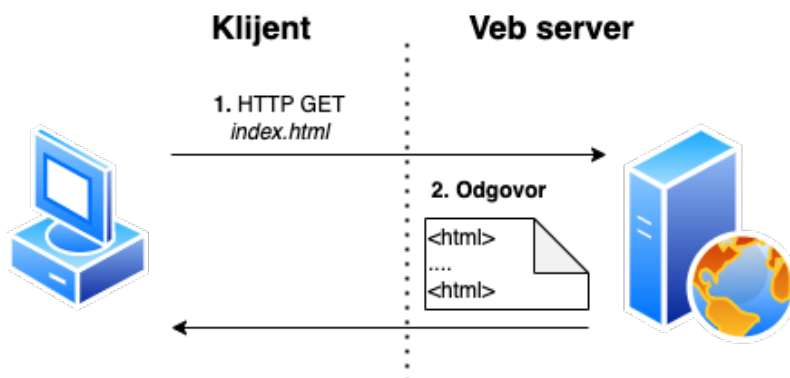 Klijent
Veb server
1. HTTP GET
index.html
2. Odgovor
<html>
....
<html>